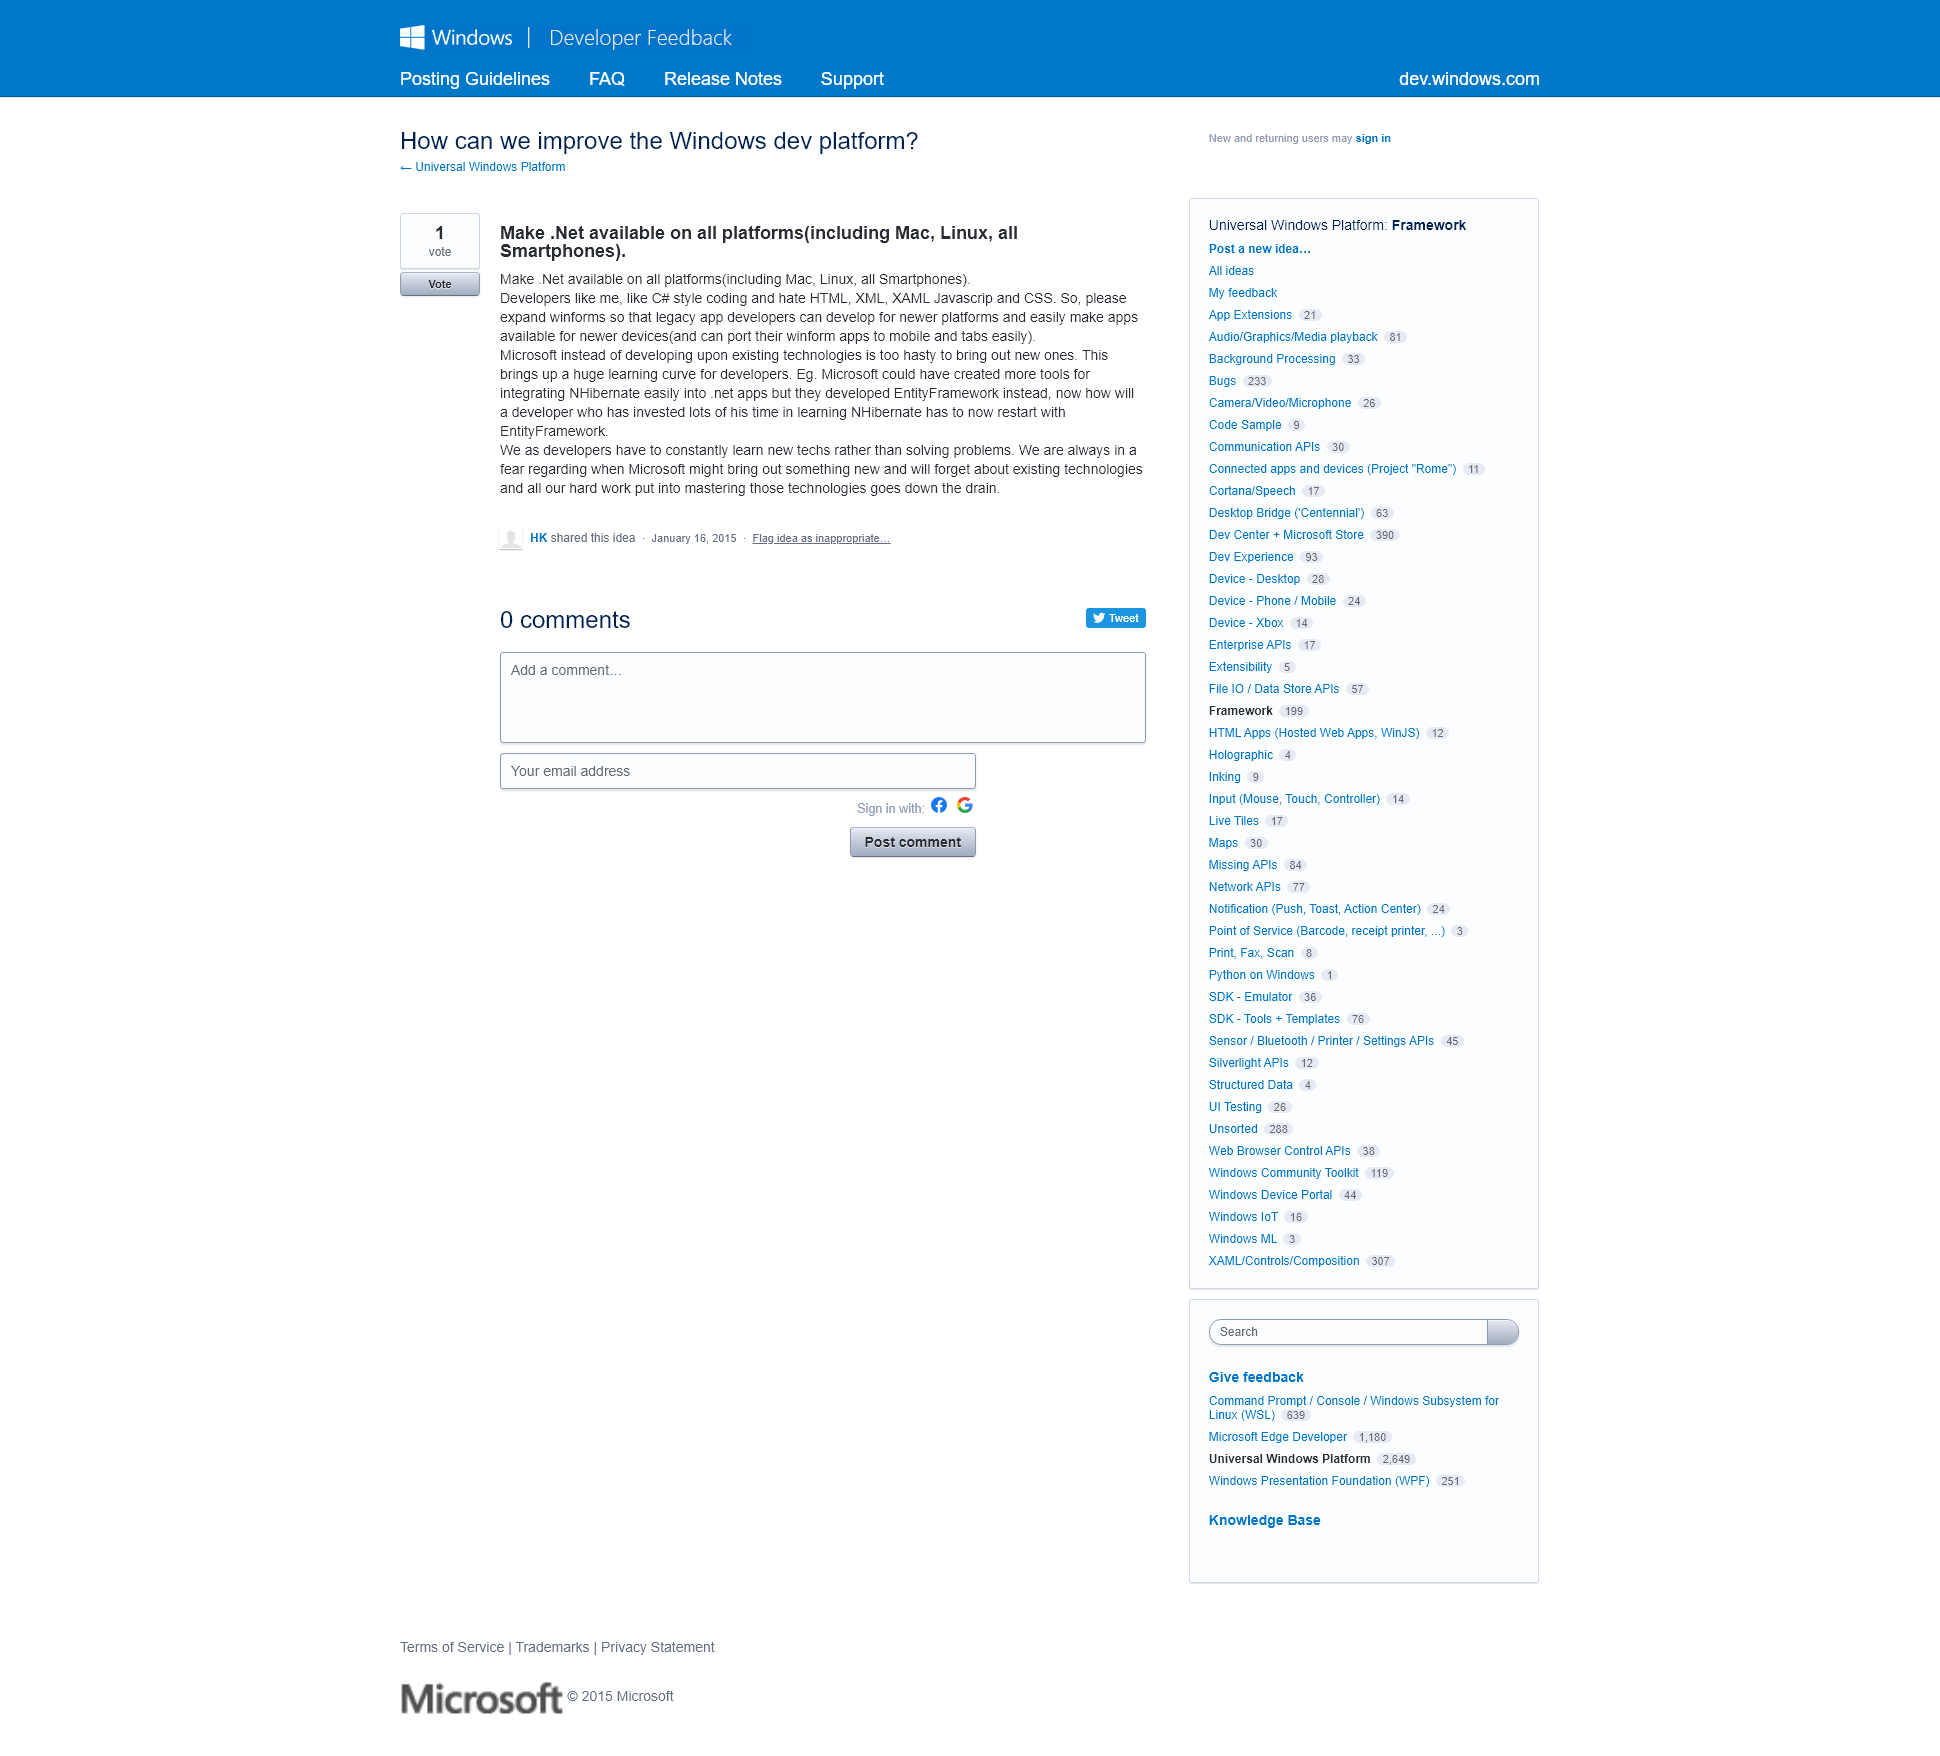 Windows | Developer Feedback
Posting Guidelines FAQ Release Notes Support dev.windows.com
How can we improve the Windows dev platform?
← Universal Windows Platform
New and returning users may sign in
1
vote
Vote
Make .Net available on all platforms(including Mac, Linux, all
Smartphones).
Make .Net available on all platforms(including Mac, Linux, all Smartphones).
Developers like me, like C# style coding and hate HTML, XML, XAML Javascrip and CSS. So, please
expand winforms so that legacy app developers can develop for newer platforms and easily make apps
available for newer devices(and can port their winform apps to mobile and tabs easily).
Microsoft instead of developing upon existing technologies is too hasty to bring out new ones. This
brings up a huge learning curve for developers. Eg. Microsoft could have created more tools for
integrating NHibernate easily into .net apps but they developed EntityFramework instead, now how will
a developer who has invested lots of his time in learning NHibernate has to now restart with
EntityFramework.
We as developers have to constantly learn new techs rather than solving problems. We are always in a
fear regarding when Microsoft might bring out something new and will forget about existing technologies
and all our hard work put into mastering those technologies goes down the drain.
HK shared this idea · January 16, 2015 · Flag idea as inappropriate…
0 comments
Tweet
Add a comment…
Your email address
Sign in with:
Post comment
Universal Windows Platform: Framework
Post a new idea…
All ideas
My feedback
App Extensions 21
Audio/Graphics/Media playback 81
Background Processing 33
Bugs 233
Camera/Video/Microphone 26
Code Sample 9
Communication APIs 30
Connected apps and devices (Project "Rome") 11
Cortana/Speech 17
Desktop Bridge ('Centennial') 63
Dev Center + Microsoft Store 390
Dev Experience 93
Device - Desktop 28
Device - Phone / Mobile 24
Device - Xbox 14
Enterprise APIs 17
Extensibility 5
File IO / Data Store APIs 57
Framework 199
HTML Apps (Hosted Web Apps, WinJS) 12
Holographic 4
Inking 9
Input (Mouse, Touch, Controller) 14
Live Tiles 17
Maps 30
Missing APIs 84
Network APIs 77
Notification (Push, Toast, Action Center) 24
Point of Service (Barcode, receipt printer, ...) 3
Print, Fax, Scan 8
Python on Windows 1
SDK - Emulator 36
SDK - Tools + Templates 76
Sensor / Bluetooth / Printer / Settings APIs 45
Silverlight APIs 12
Structured Data 4
UI Testing 26
Unsorted 288
Web Browser Control APIs 38
Windows Community Toolkit 119
Windows Device Portal 44
Windows IoT 16
Windows ML 3
XAML/Controls/Composition 307
Search
Give feedback
Command Prompt / Console / Windows Subsystem for
Linux (WSL) 639
Microsoft Edge Developer 1,180
Universal Windows Platform 2,649
Windows Presentation Foundation (WPF) 251
Knowledge Base
Terms of Service | Trademarks | Privacy Statement
Microsoft © 2015 Microsoft